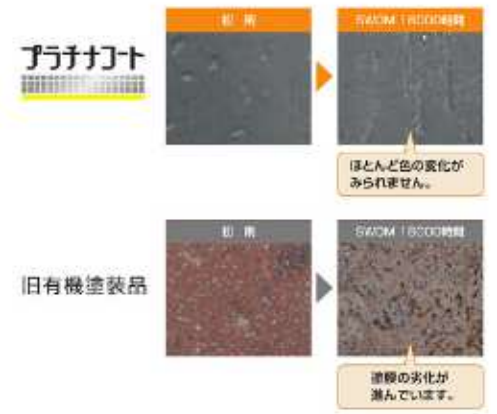 プラチナコート
初期
SWOM 18000時間
ほとんど色の変化が
みられません。
旧有機塗装品
初期
SWOM 18000時間
塗膜の劣化が
進んでいます。